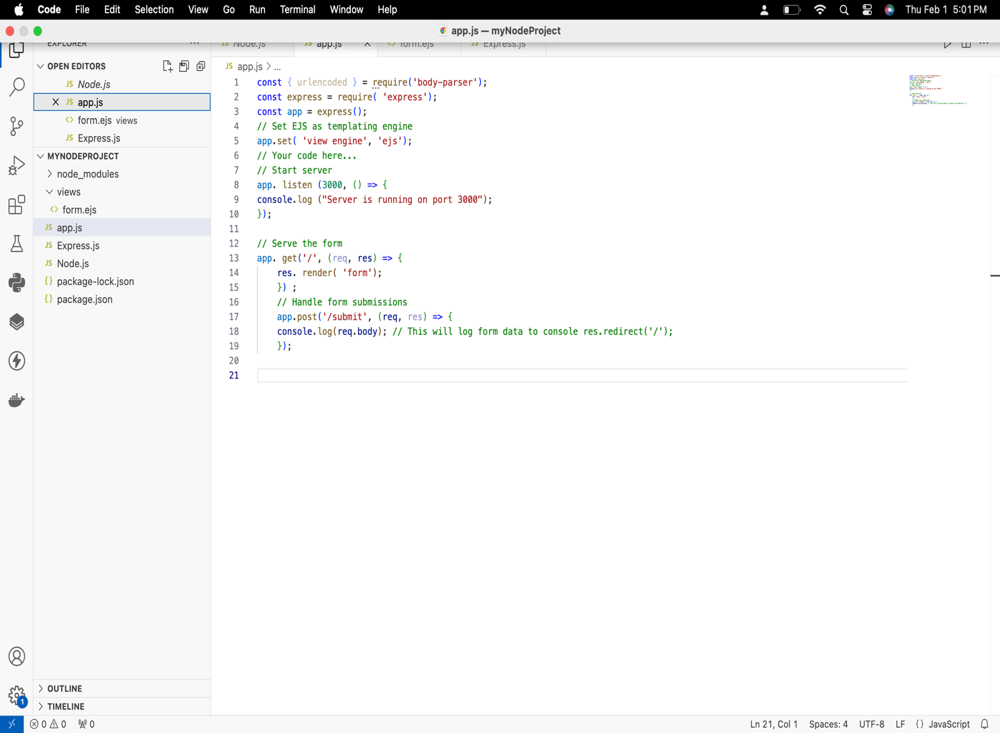 Code File Edit Selection View Go Run Terminal Window Help Thu Feb 1 5:01 PM
app.js — myNodeProject
EXPLORER
Node.js app.js form.ejs Express.js
OPEN EDITORS
JS Node.js
JS app.js
form.ejs views
JS Express.js
MYNODEPROJECT
node_modules
views
form.ejs
JS app.js
JS Express.js
JS Node.js
{} package-lock.json
{} package.json
OUTLINE
TIMELINE
JS app.js > ...
1 const { urlencoded } = require('body-parser');
2 const express = require( 'express');
3 const app = express();
4 // Set EJS as templating engine
5 app.set( 'view engine', 'ejs');
6 // Your code here...
7 // Start server
8 app. listen (3000, () => {
9 console.log ("Server is running on port 3000");
10 });
11
12 // Serve the form
13 app. get('/', (req, res) => {
14 res. render( 'form');
15 }) ;
16 // Handle form submissions
17 app.post('/submit', (req, res) => {
18 console.log(req.body); // This will log form data to console res.redirect('/');
19 });
20
21
1
0 0 0 Ln 21, Col 1 Spaces: 4 UTF-8 LF {} JavaScript